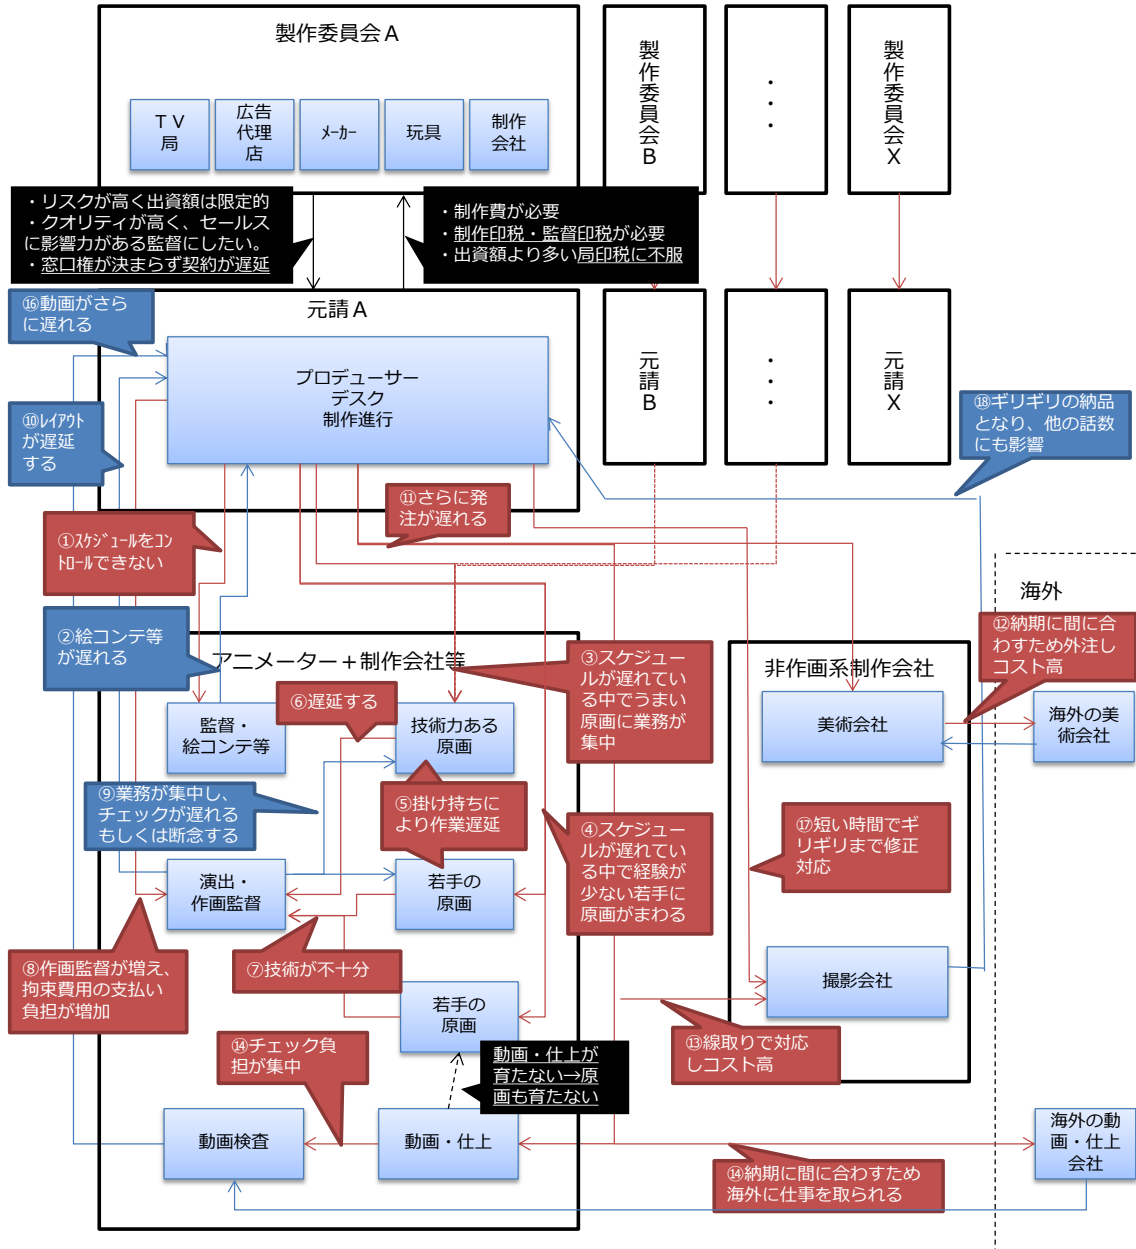 製作委員会A
TV
局
広告
代理
店
ﾒｰｶｰ
玩具
制作
会社
製作委員会B
・・・
製作委員会X
・リスクが高く出資額は限定的
・クオリティが高く、セールス
に影響力がある監督にしたい。
・窓口権が決まらず契約が遅延
・制作費が必要
・制作印税・監督印税が必要
・出資額より多い局印税に不服
⑯動画がさら
に遅れる
元請A
プロデューサー
デスク
制作進行
元請B
・・・
元請X
⑱ギリギリの納品
となり、他の話数
にも影響
⑩ﾚｲｱｳﾄ
が遅延
する
⑪さらに発
注が遅れる
①ｽｹｼﾞｭｰﾙをｺﾝ
ﾄﾛｰﾙできない
海外
②絵コンテ等
が遅れる
アニメーター+制作会社等
③スケジュー
ルが遅れてい
る中でうまい
原画に業務が
集中
非作画系制作会社
⑫納期に間に合
わすため外注し
コスト高
⑥遅延する
監督・
絵コンテ等
技術力ある
原画
美術会社
海外の美
術会社
⑨業務が集中し、
チェックが遅れる
もしくは断念する
⑤掛け持ちに
より作業遅延
④スケジュー
ルが遅れてい
る中で経験が
少ない若手に
原画がまわる
⑰短い時間でギ
リギリまで修正
対応
演出・
作画監督
若手の
原画
⑧作画監督が増え、
拘束費用の支払い
負担が増加
⑦技術が不十分
若手の
原画
撮影会社
⑬線取りで対応
しコスト高
⑭チェック負
担が集中
動画・仕上が
育たない→原
画も育たない
動画検査
動画・仕上
海外の動
画・仕上
会社
⑭納期に間に合わすため
海外に仕事を取られる